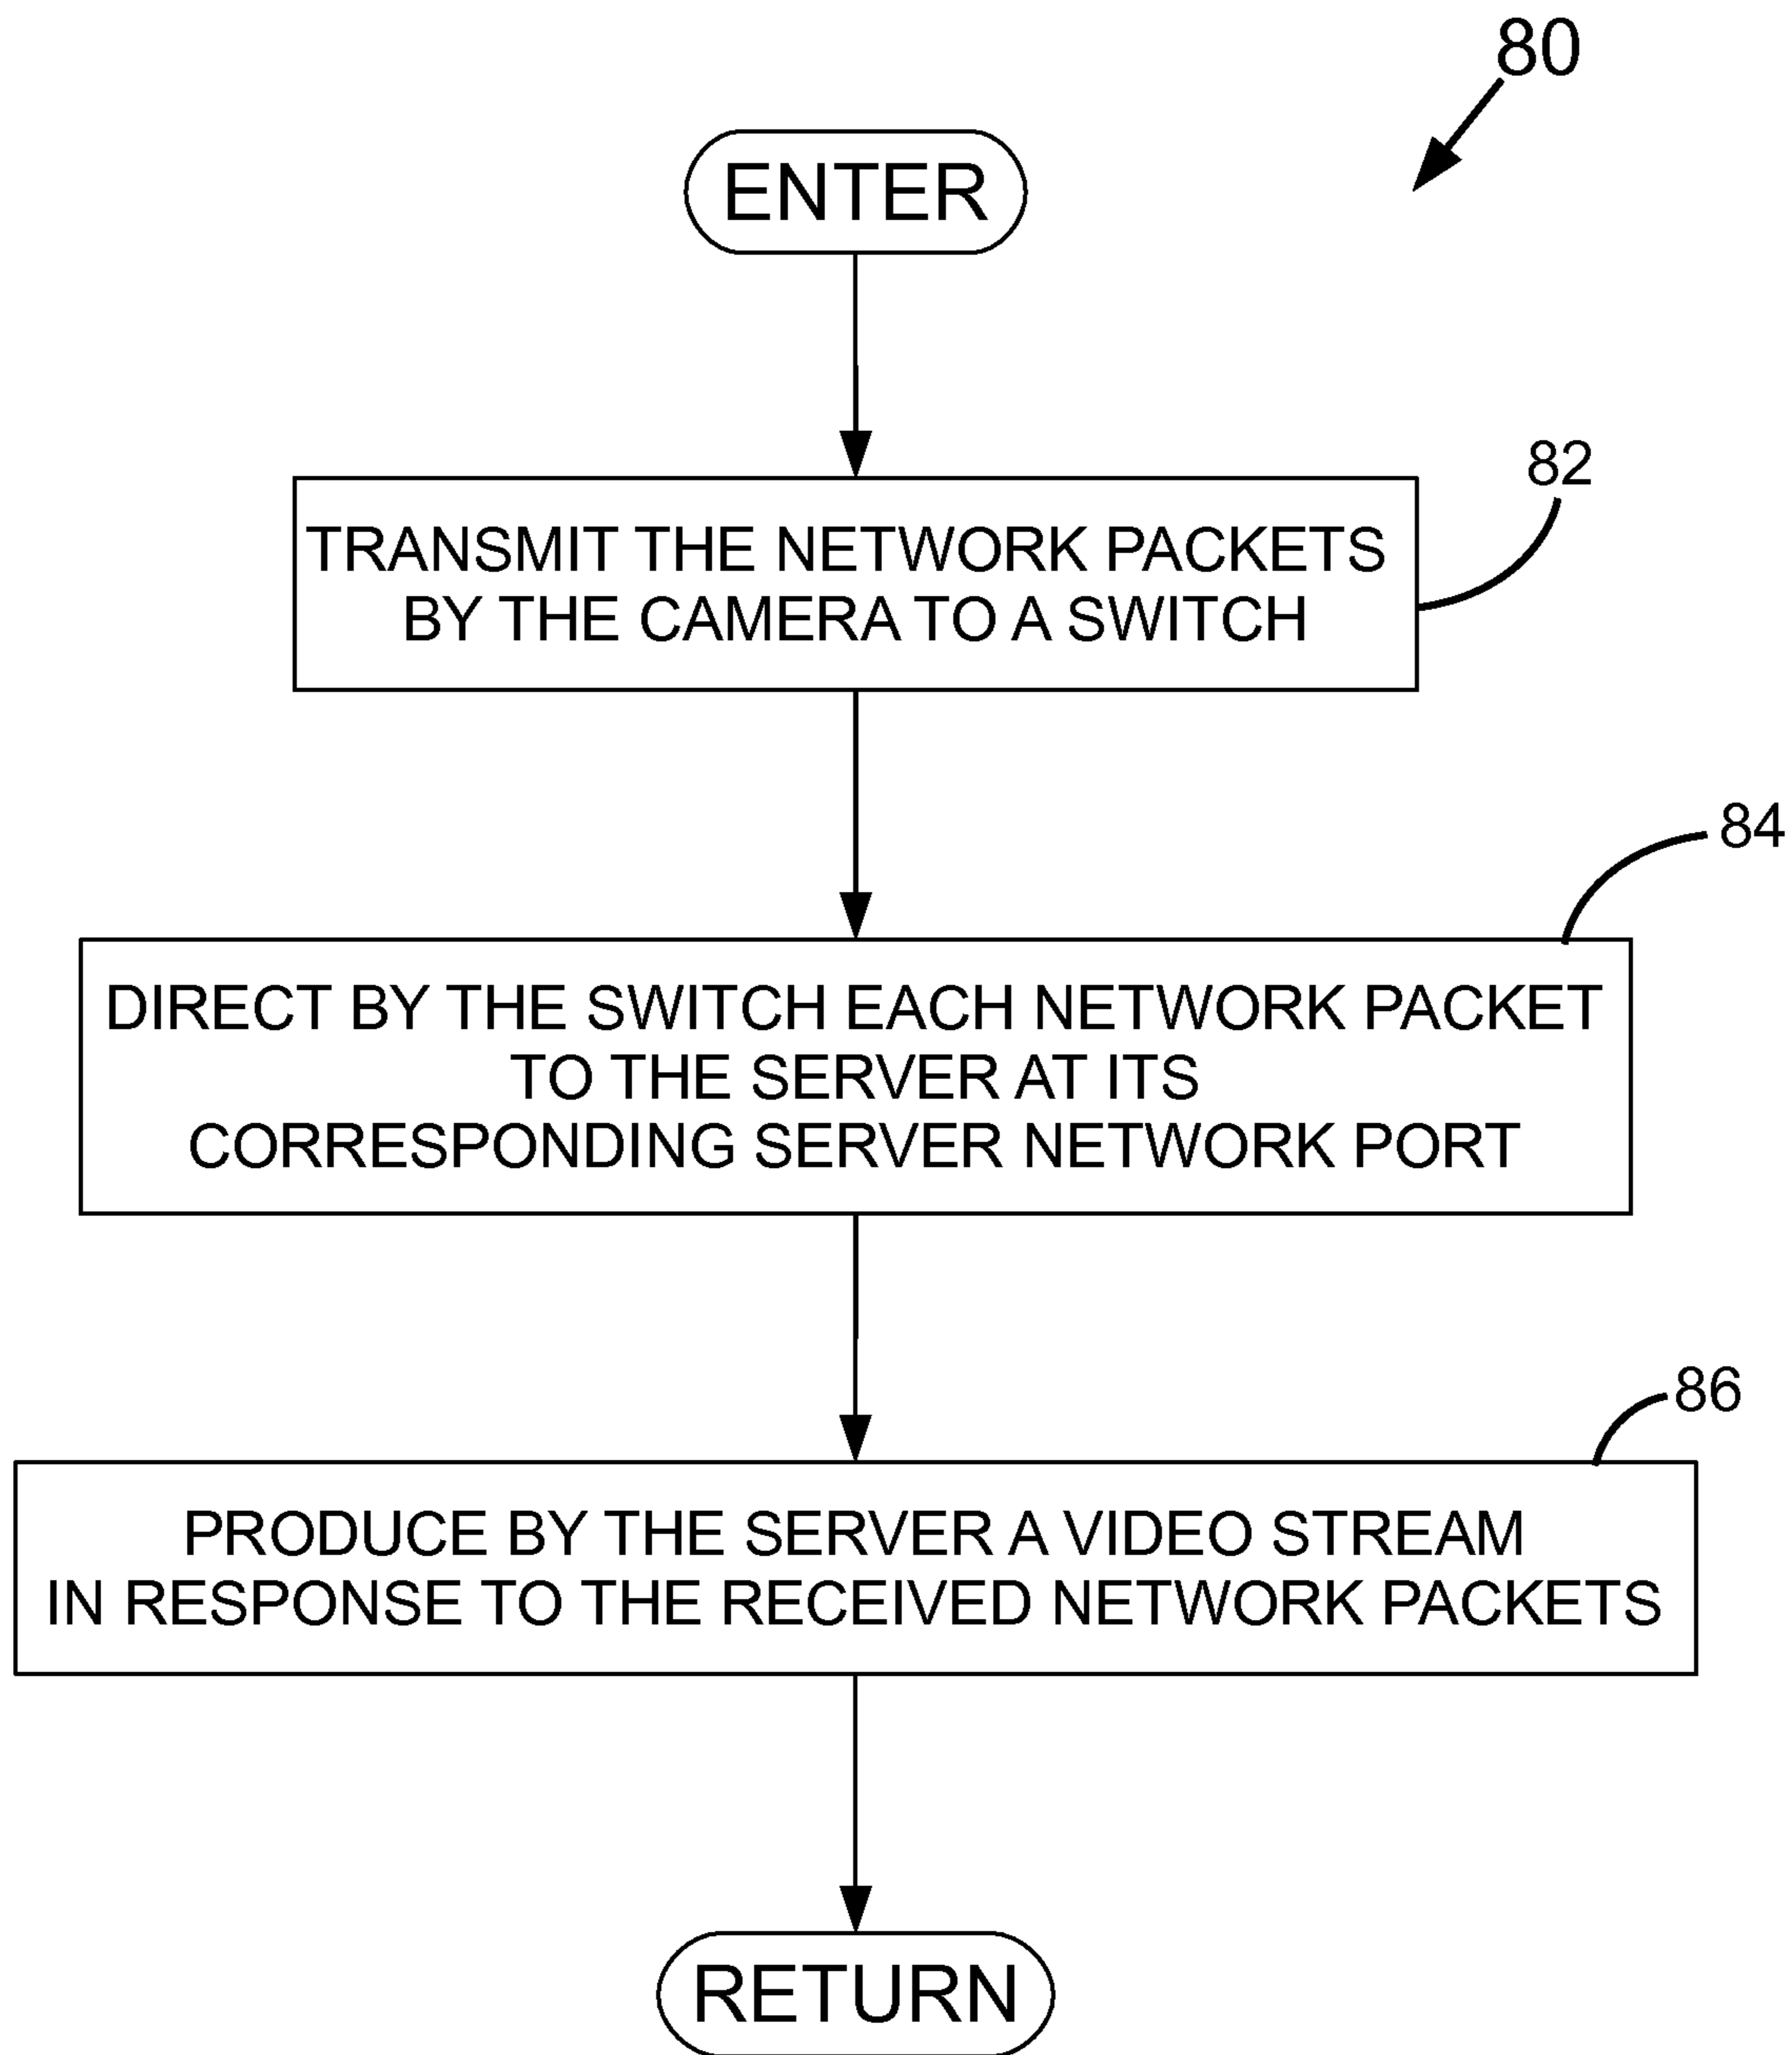 80
ENTER
82
TRANSMIT THE NETWORK PACKETS
BY THE CAMERA TO A SWITCH
84
DIRECT BY THE SWITCH EACH NETWORK PACKET
TO THE SERVER AT ITS
CORRESPONDING SERVER NETWORK PORT
86
PRODUCE BY THE SERVER A VIDEO STREAM
IN RESPONSE TO THE RECEIVED NETWORK PACKETS
RETURN